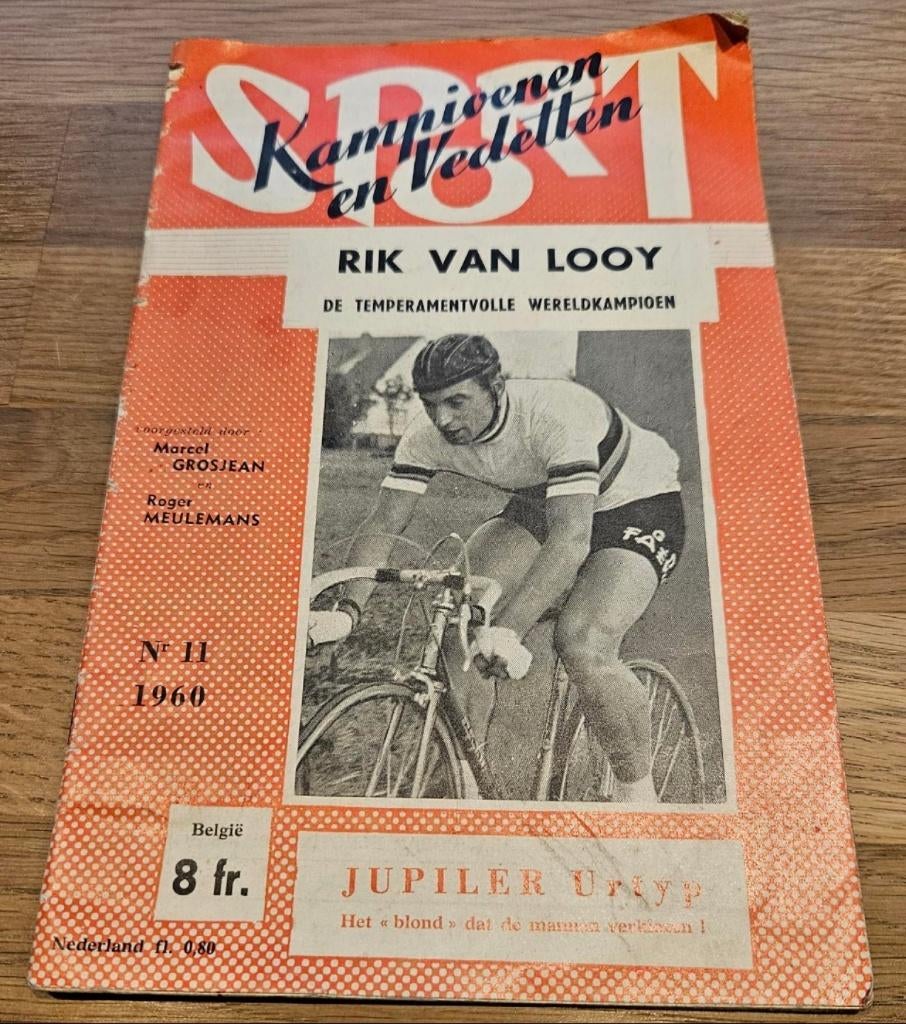 SPORT
Kampioenen
en Vedetten
RIK VAN LOOY
DE TEMPERAMENTVOLLE WERELDKAMPIOEN
voorgesteld door :
Marcel
GROSJEAN
en
Roger
MEULEMANS
FAEMA
Nr 11
1960
België
8 fr.
Nederland fl. 0,80
JUPILER Urtyp
Het « blond » dat de mannen verkiezen !